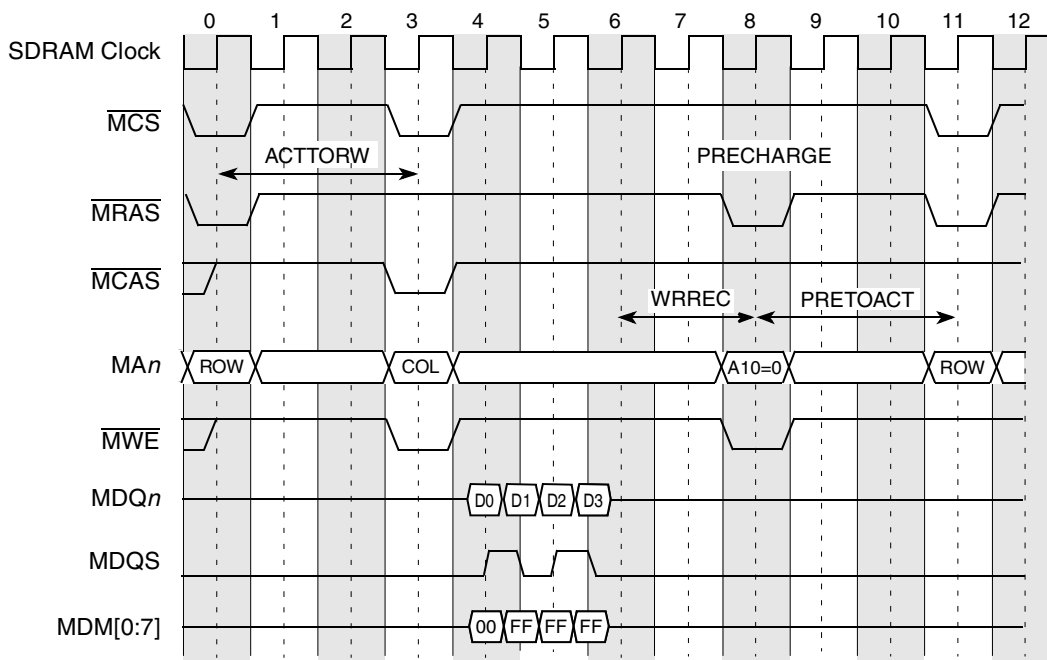 0 1 2 3 4 5 6 7 8 9 10 11 12
SDRAM Clock
MCS
ACTTORW PRECHARGE
MRAS
MCAS
WRREC PRETOACT
MAn ROW COL A10=0 ROW
MWE
MDQn D0 D1 D2 D3
MDQS
MDM[0:7] 00 FF FF FF